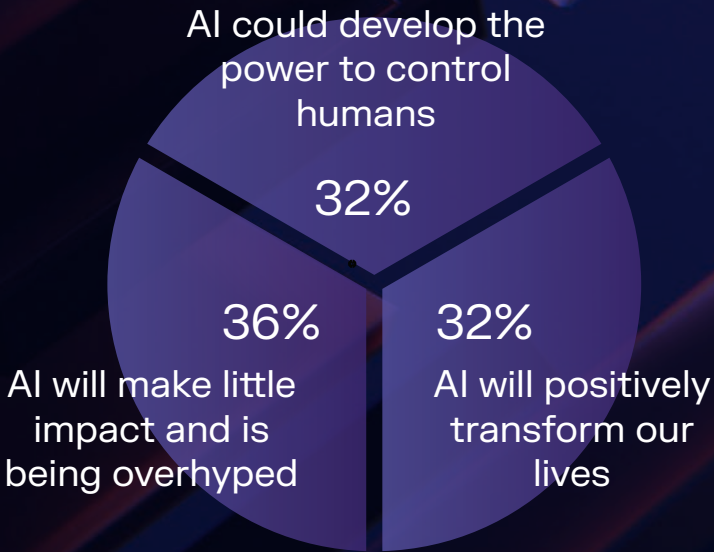 AI could develop the
power to control
humans
32%
36%
AI will make little
impact and is
being overhyped
32%
AI will positively
transform our
lives